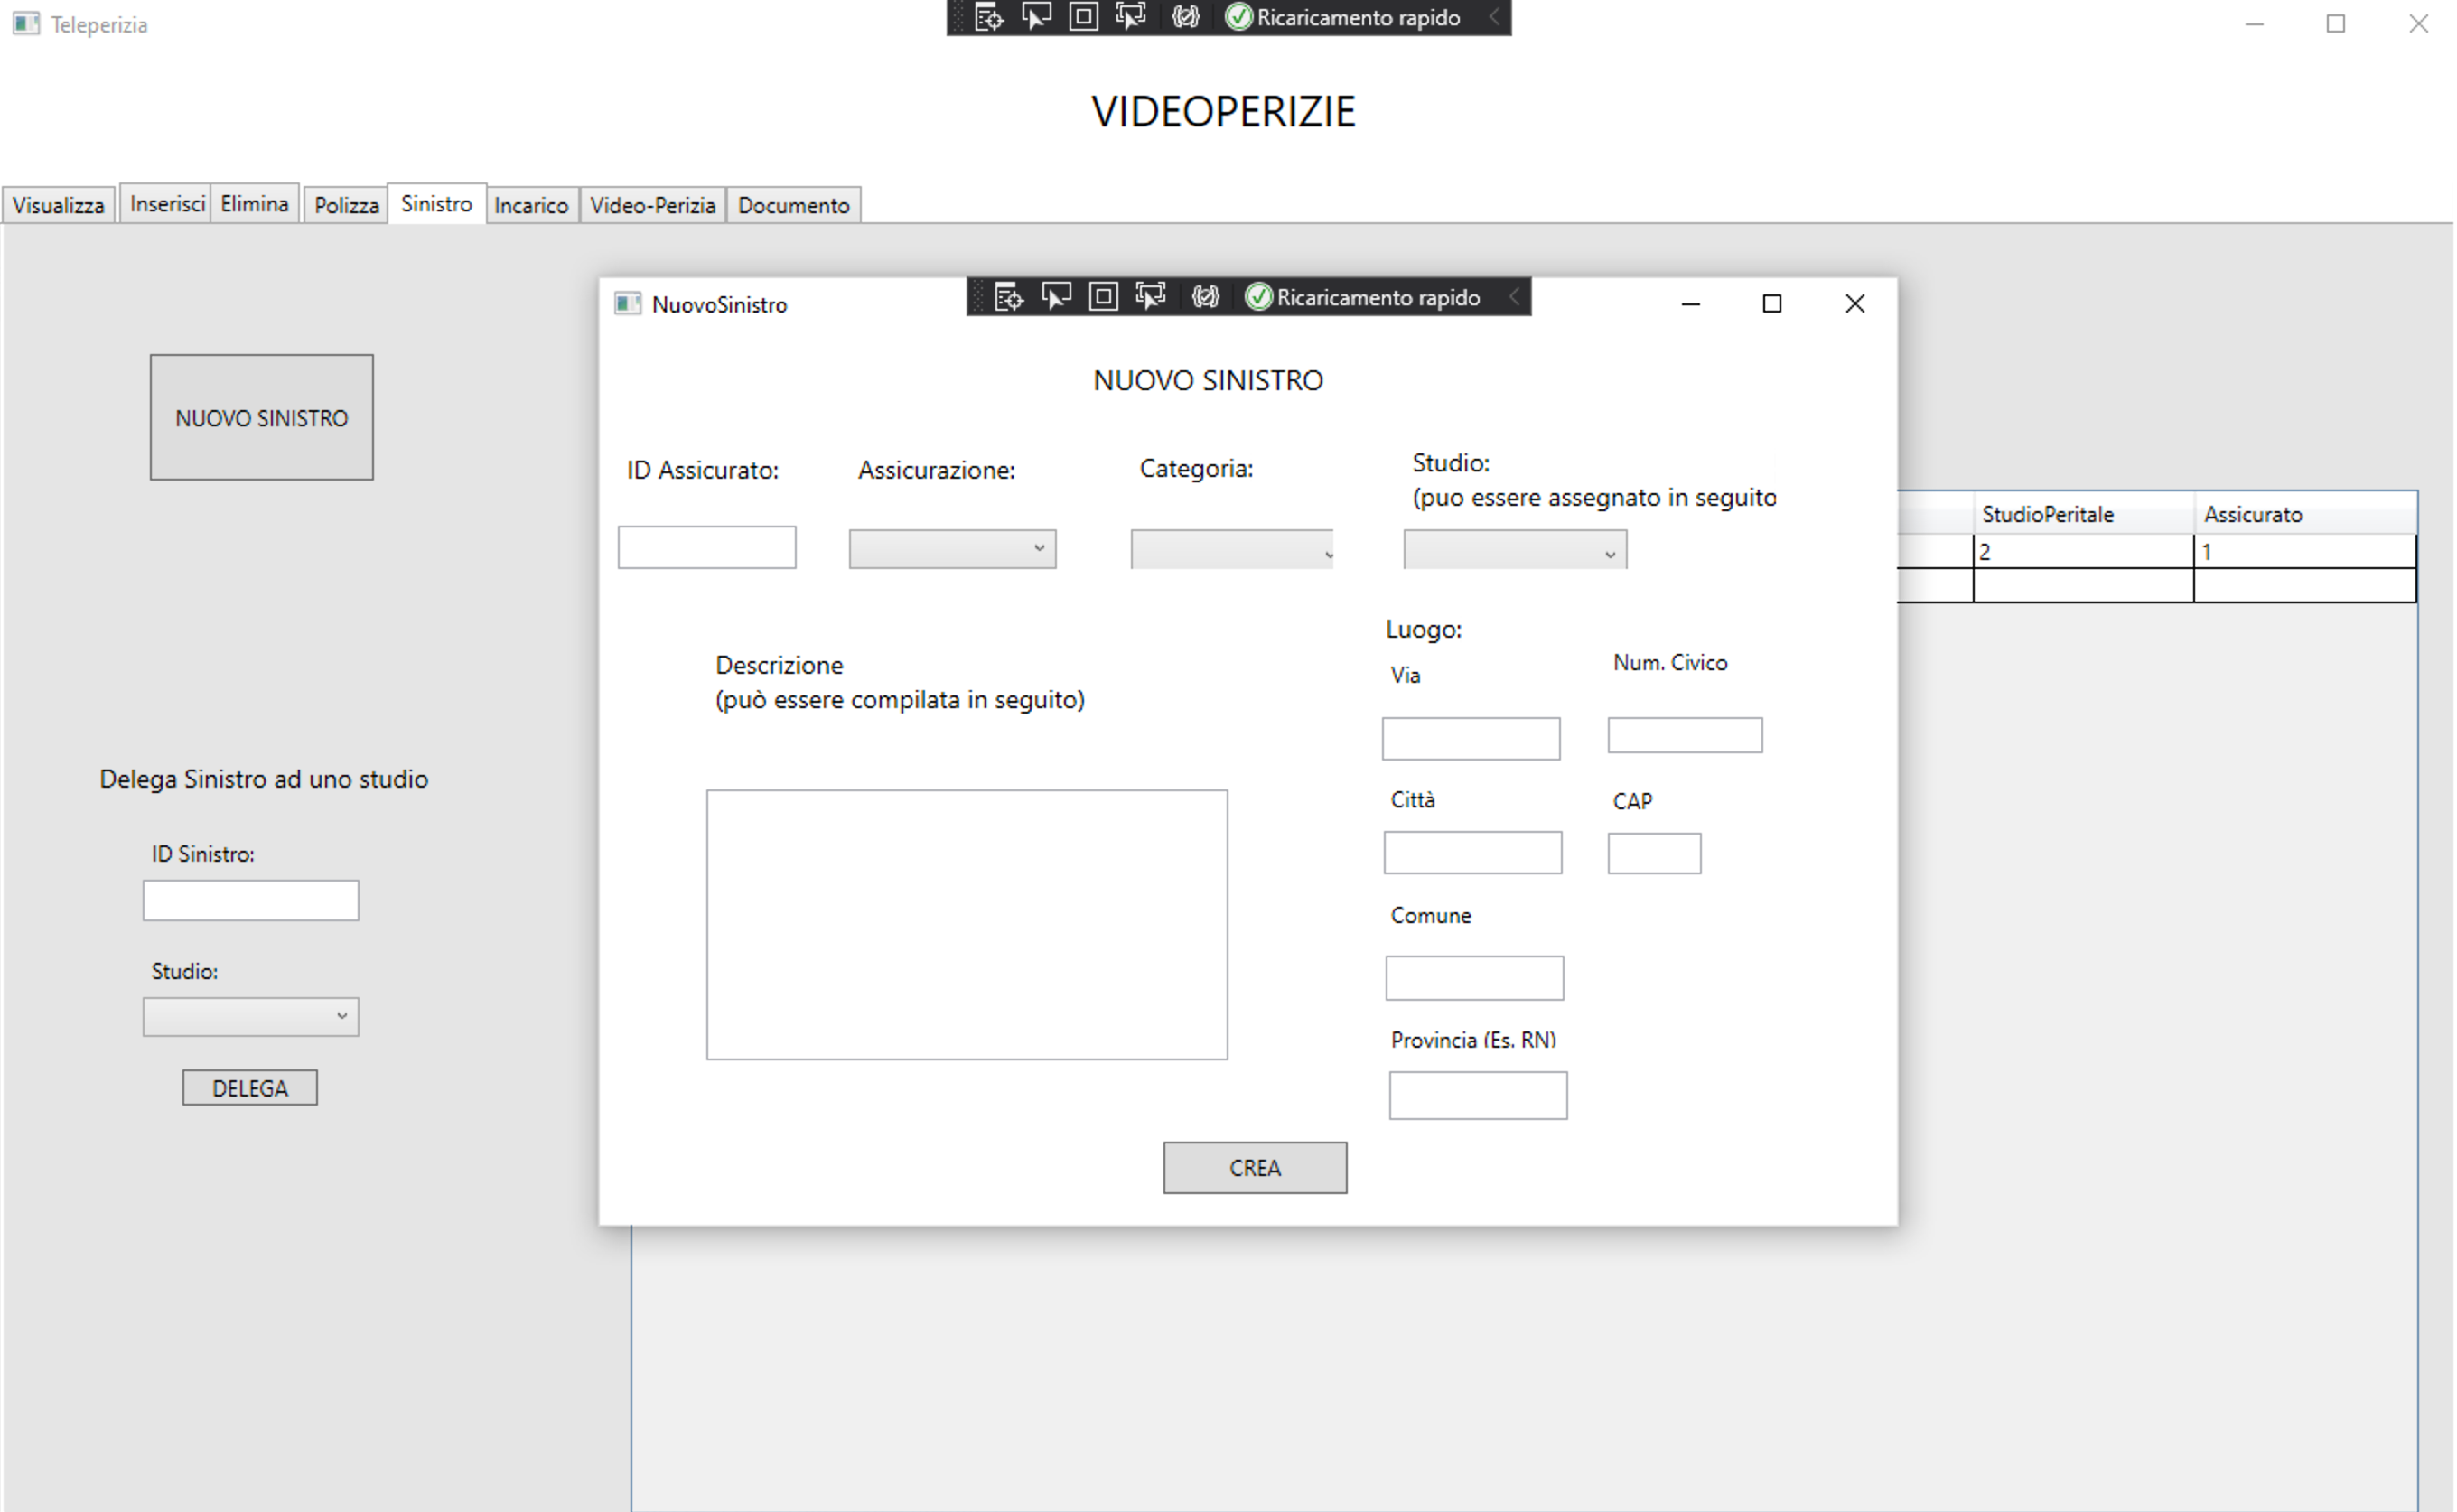 Teleperizia
Ricaricamento rapido
VIDEOPERIZIE
Visualizza
Inserisci
Elimina
Polizza
Sinistro
Incarico
Video-Perizia
Documento
NUOVO SINISTRO
Delega Sinistro ad uno studio
ID Sinistro:
Studio:
DELEGA
NuovoSinistro
Ricaricamento rapido
NUOVO SINISTRO
ID Assicurato:
Assicurazione:
Categoria:
Studio:
(puo essere assegnato in seguito
Descrizione
(può essere compilata in seguito)
Luogo:
Via
Num. Civico
Città
CAP
Comune
Provincia (Es. RN)
CREA
StudioPeritale
Assicurato
2
1